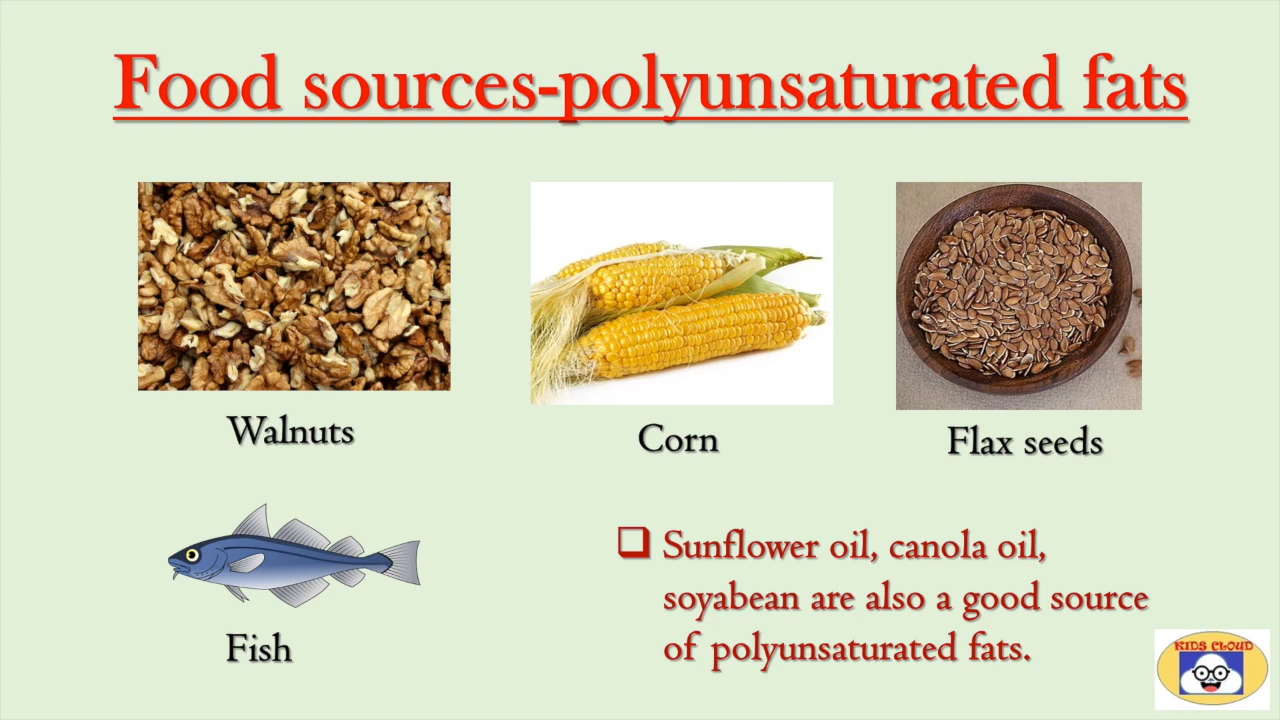 Food sources-polyunsaturated fats
Walnuts
Corn
Flax seeds
Fish
Sunflower oil, canola oil,
soyabean are also a good source
of polyunsaturated fats.
KIDS CLOUD